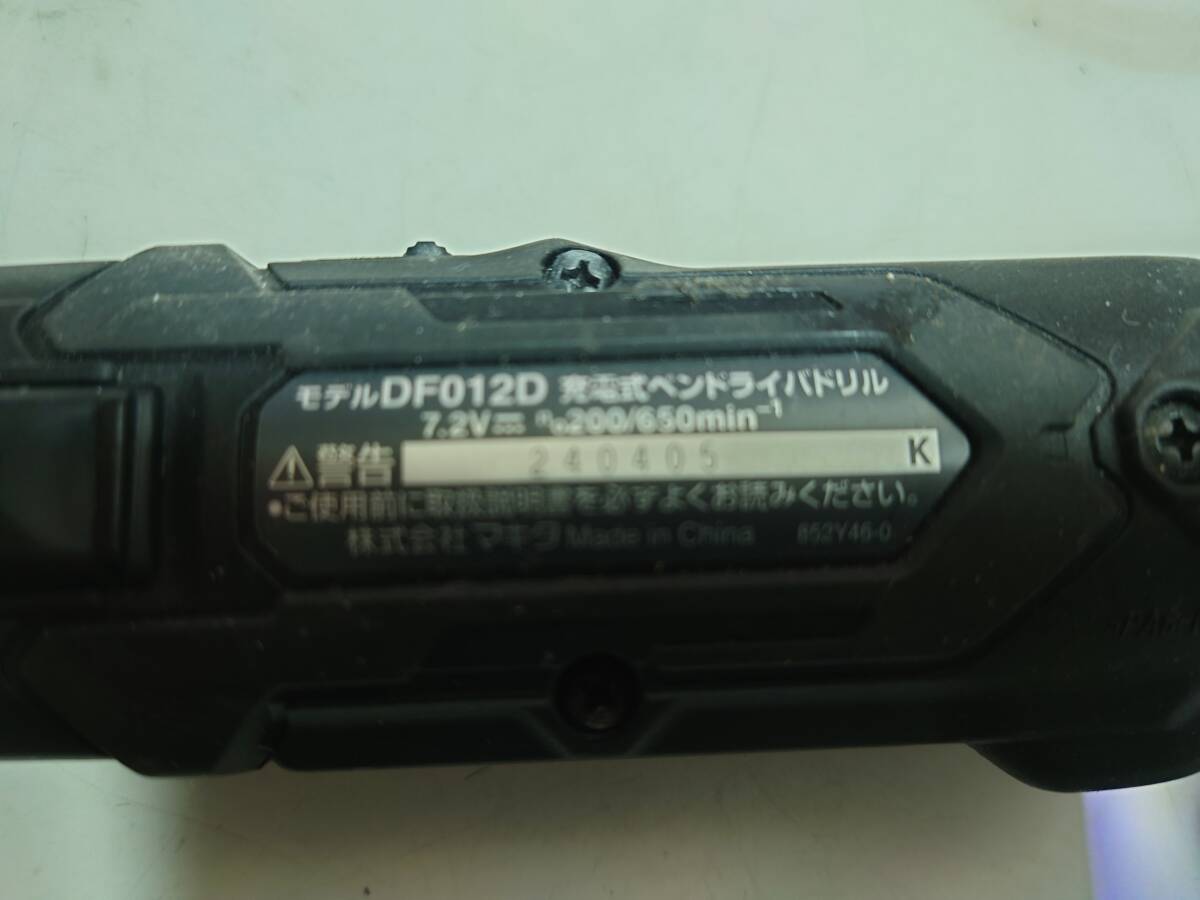 モデルDF012D 充電式ペンドライバドリル
7.2V⎓ n₀200/650min⁻¹
⚠警告 240405 K
•ご使用前に取扱説明書を必ずよくお読みください。
株式会社マキタ Made in China 852Y46-0